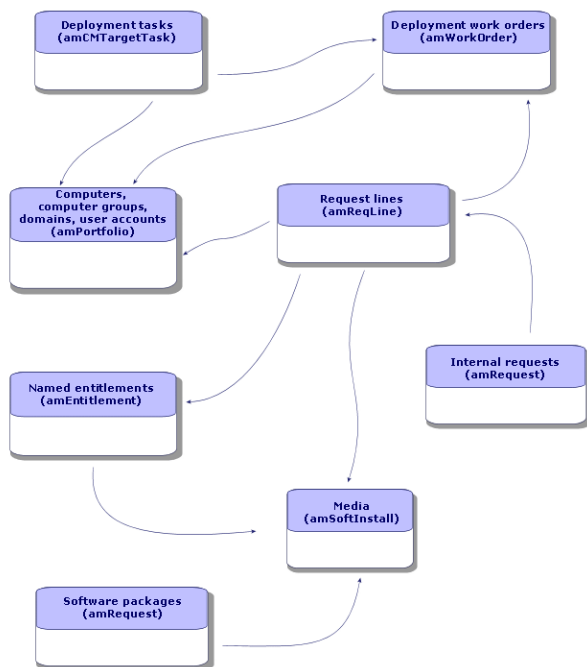 Deployment tasks
(amCMTargetTask)
Deployment work orders
(amWorkOrder)
Computers,
computer groups,
domains, user accounts
(amPortfolio)
Request lines
(amReqLine)
Internal requests
(amRequest)
Named entitlements
(amEntitlement)
Media
(amSoftInstall)
Software packages
(amRequest)